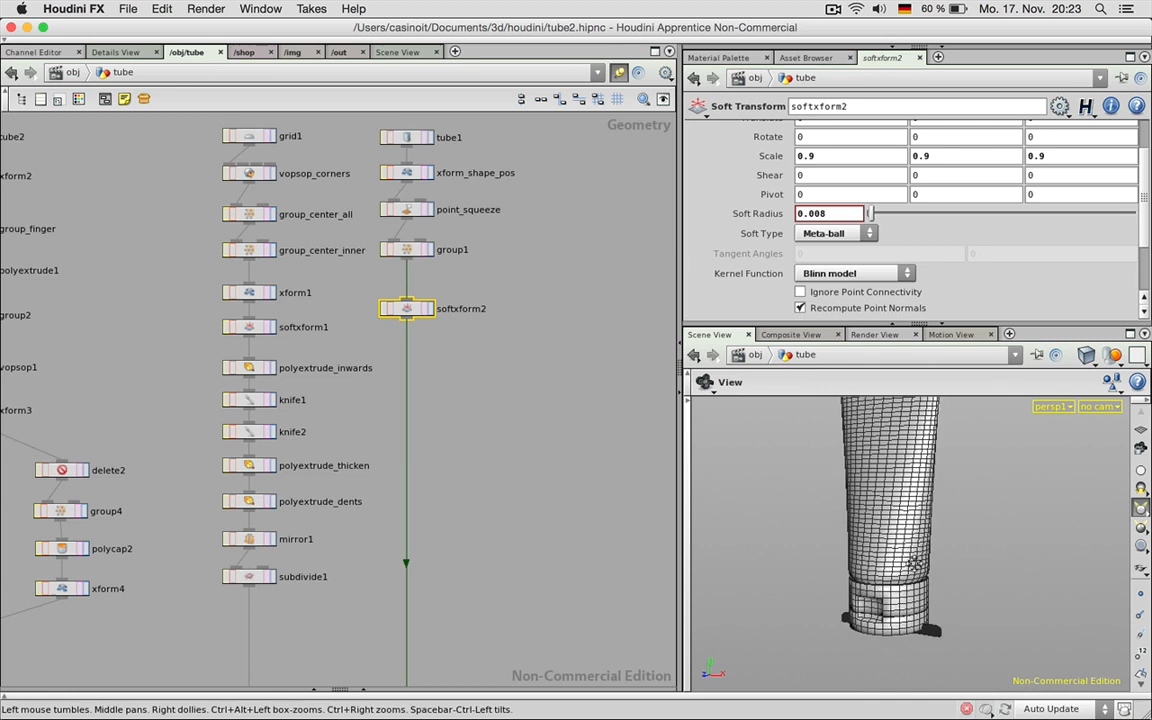 Houdini FX File Edit Render Window Takes Help 60 % Mo. 17. Nov. 20:23
/Users/casinoit/Documents/3d/houdini/tube2.hipnc - Houdini Apprentice Non-Commercial
Channel Editor Details View /obj/tube /shop /img /out Scene View
obj tube
Geometry
tube2
xform2
group_finger
polyextrude1
group2
vopsop1
xform3
delete2
group4
polycap2
xform4
grid1
vopsop_corners
group_center_all
group_center_inner
xform1
softxform1
polyextrude_inwards
knife1
knife2
polyextrude_thicken
polyextrude_dents
mirror1
subdivide1
tube1
xform_shape_pos
point_squeeze
group1
softxform2
Non-Commercial Edition
Material Palette Asset Browser softxform2
obj tube
Soft Transform softxform2
Translate
Rotate 0 0 0
Scale 0.9 0.9 0.9
Shear 0 0 0
Pivot 0 0 0
Soft Radius 0.008
Soft Type Meta-ball
Tangent Angles 0 0
Kernel Function Blinn model
Ignore Point Connectivity
Recompute Point Normals
Scene View Composite View Render View Motion View
obj tube
View
persp1 no cam
12
Non-Commercial Edition
Left mouse tumbles. Middle pans. Right dollies. Ctrl+Alt+Left box-zooms. Ctrl+Right zooms. Spacebar-Ctrl-Left tilts. Auto Update